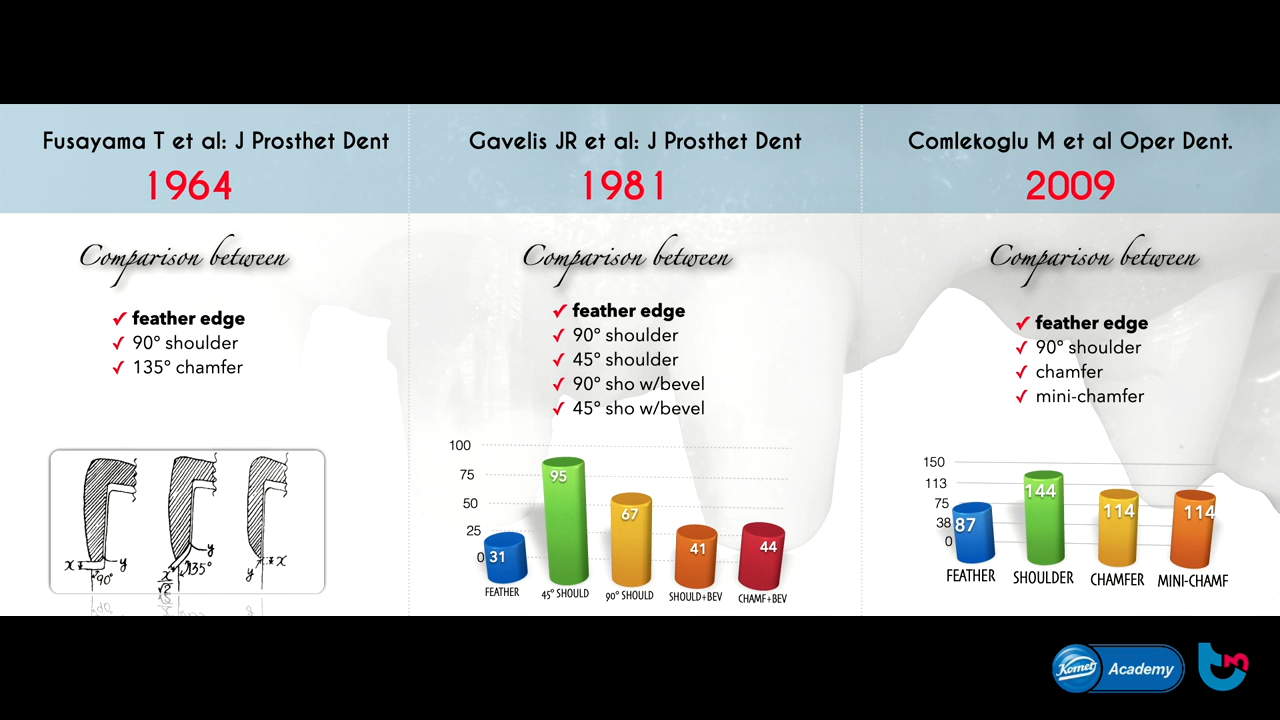 Fusayama T et al: J Prosthet Dent
1964
Comparison between
feather edge
90° shoulder
135° chamfer
x
y
90°
x
√2
y
135°
y
x
Gavelis JR et al: J Prosthet Dent
1981
Comparison between
feather edge
90° shoulder
45° shoulder
90° sho w/bevel
45° sho w/bevel
100
75
50
25
0
31
95
67
41
44
FEATHER
45° SHOULD
90° SHOULD
SHOULD+BEV
CHAMF+BEV
Comlekoglu M et al Oper Dent.
2009
Comparison between
feather edge
90° shoulder
chamfer
mini-chamfer
150
113
75
38
0
87
144
114
114
FEATHER
SHOULDER
CHAMFER
MINI-CHAMF
Komet Academy
tm